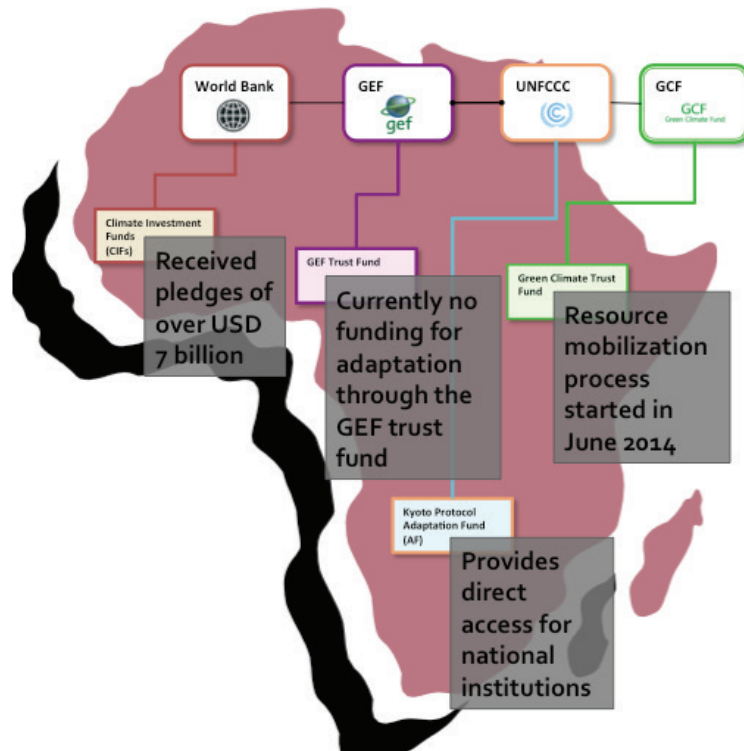 World Bank
GEF
gef
UNFCCC
GCF
GCF
Green Climate Fund
Climate Investment
Funds
(CIFs)
Received
pledges of
over USD
7 billion
GEF Trust Fund
Currently no
funding for
adaptation
through the
GEF trust
fund
Green Climate Trust
Fund
Resource
mobilization
process
started in
June 2014
Kyoto Protocol
Adaptation Fund
(AF)
Provides
direct
access for
national
institutions